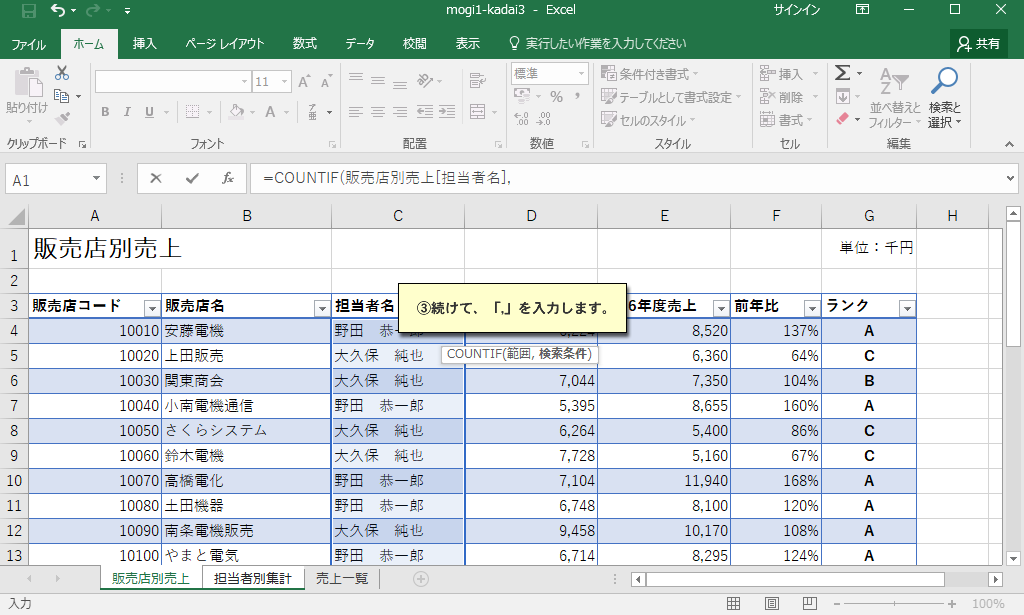 mogi1-kadai3 - Excel
サインイン
ファイル ホーム 挿入 ページ レイアウト 数式 データ 校閲 表示 実行したい作業を入力してください 共有
貼り付け
クリップボード
11
B I U A
フォント
配置
標準
% ,
数値
条件付き書式
テーブルとして書式設定
セルのスタイル
スタイル
挿入
削除
書式
セル
並べ替えと
フィルター
検索と
選択
編集
A1
fx
=COUNTIF(販売店別売上[担当者名],
A B C D E F G H
1 販売店別売上 単位：千円
2
3 販売店コード 販売店名 担当者名 6年度売上 前年比 ランク
③続けて、「,」を入力します。
4 10010 安藤電機 野田 恭一郎 8,520 137% A
5 10020 上田販売 大久保 純也 6,360 64% C
COUNTIF(範囲, 検索条件)
6 10030 関東商会 大久保 純也 7,044 7,350 104% B
7 10040 小南電機通信 野田 恭一郎 5,395 8,655 160% A
8 10050 さくらシステム 大久保 純也 6,264 5,400 86% C
9 10060 鈴木電機 大久保 純也 7,728 5,160 67% C
10 10070 高橋電化 野田 恭一郎 7,104 11,940 168% A
11 10080 土田機器 野田 恭一郎 6,748 8,100 120% A
12 10090 南条電機販売 大久保 純也 9,458 10,170 108% A
13 10100 やまと電気 野田 恭一郎 6,714 8,295 124% A
販売店別売上 担当者別集計 売上一覧
入力
100%